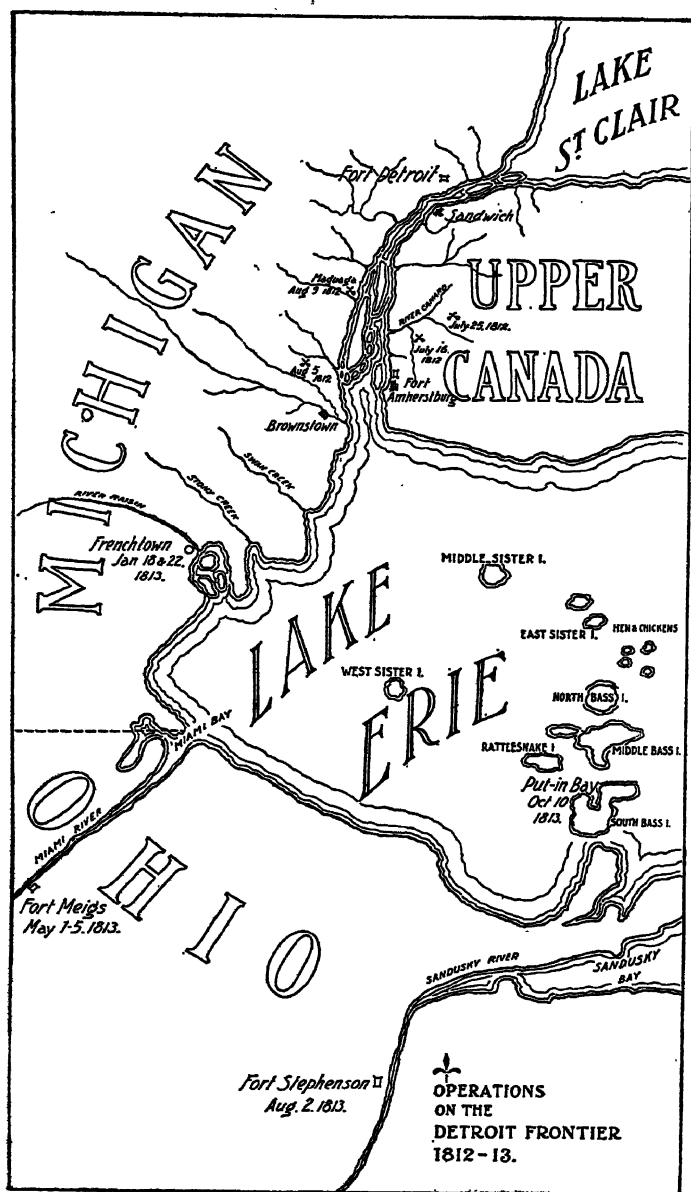 LAKE
ST CLAIR
Fort Detroit
Sandwich
MICHIGAN
UPPER
CANADA
Maguaga
Aug 9 1812
RIVER CANARD
July 25, 1812.
July 16,
1812
Aug 5
1812
Fort
Amherstburg
Brownstown
SWAN CREEK
STONY CREEK
RIVER RAISIN
Frenchtown
Jan 18 & 22,
1813.
MIDDLE SISTER I.
EAST SISTER I.
HEN & CHICKENS
LAKE
ERIE
WEST SISTER I.
NORTH BASS I.
RATTLESNAKE I
MIDDLE BASS I.
Put-in Bay
Oct 10
1813.
SOUTH BASS I.
MIAMI BAY
OHIO
MIAMI RIVER
Fort Meigs
May 1-5, 1813.
SANDUSKY RIVER
SANDUSKY
BAY
Fort Stephenson
Aug. 2. 1813.
OPERATIONS
ON THE
DETROIT FRONTIER
1812-13.